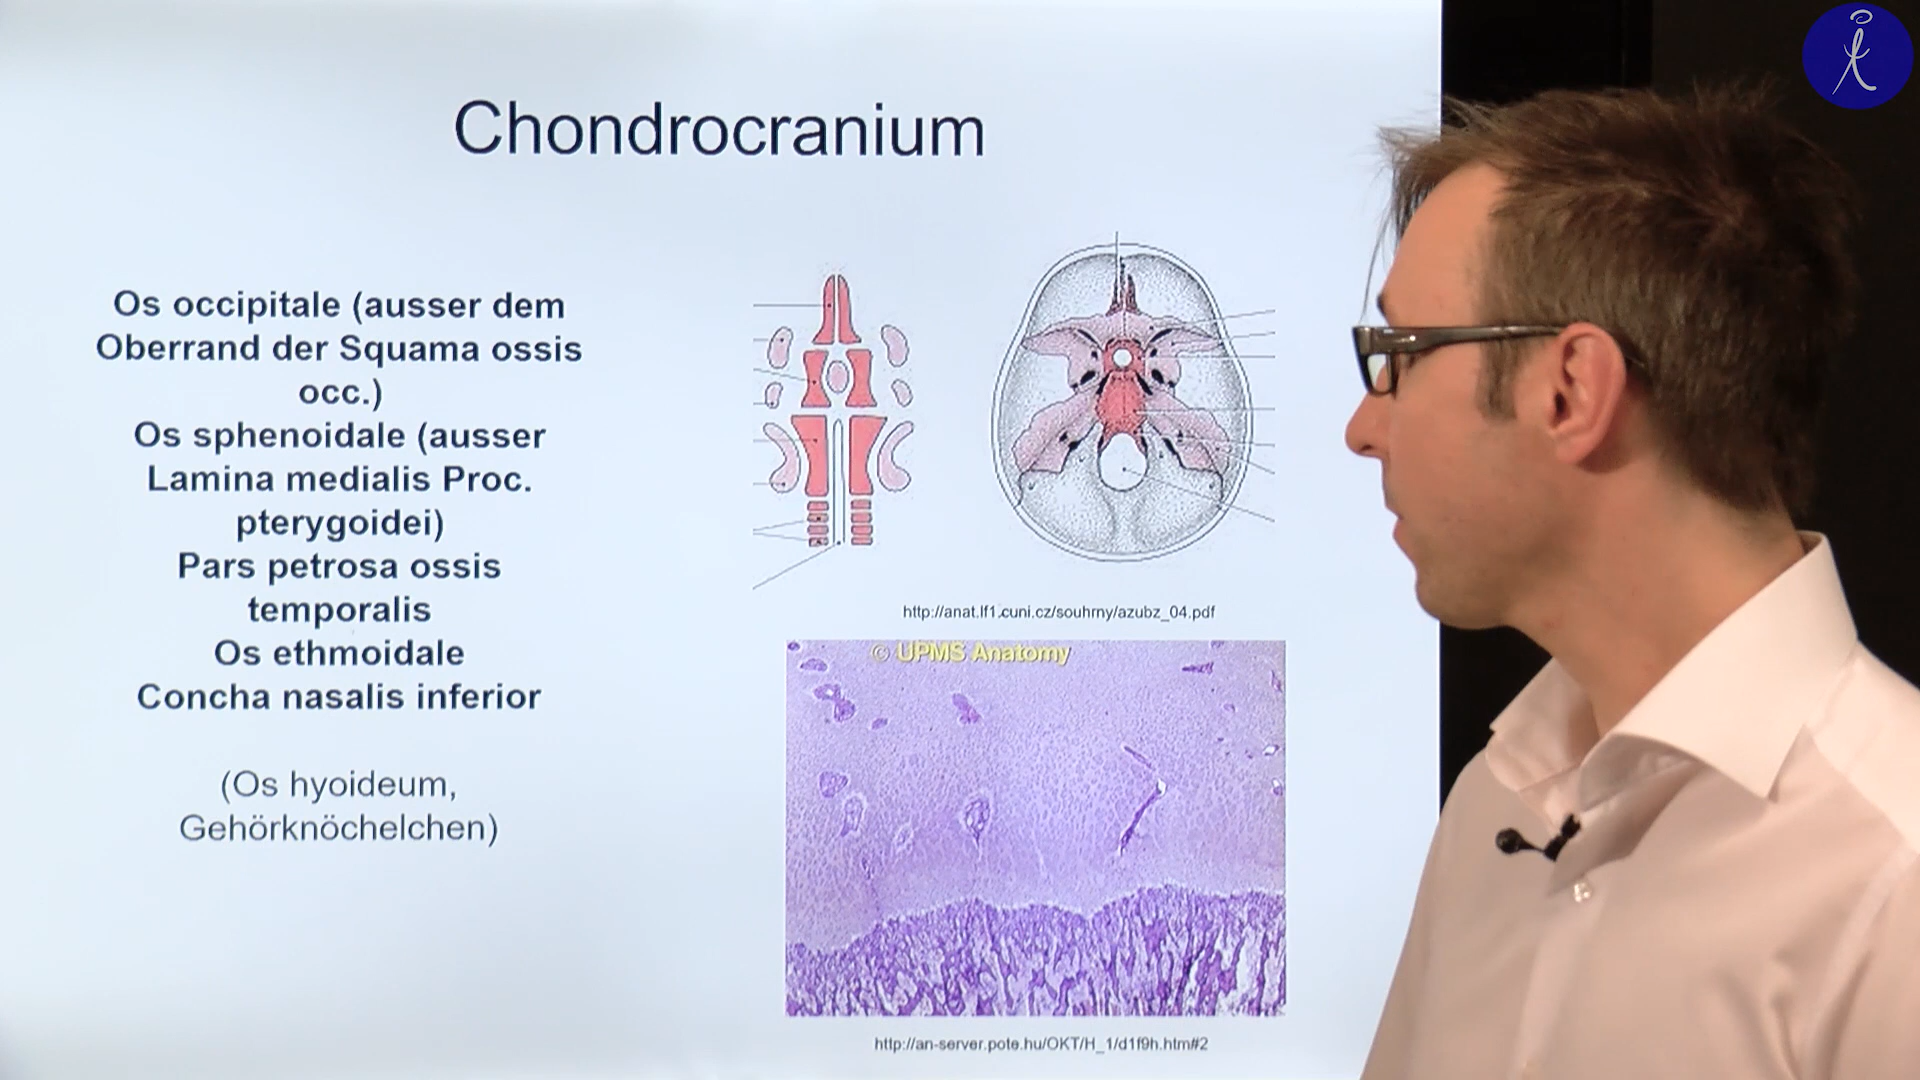 Chondrocranium
Os occipitale (ausser dem
Oberrand der Squama ossis
occ.)
Os sphenoidale (ausser
Lamina medialis Proc.
pterygoidei)
Pars petrosa ossis
temporalis
Os ethmoidale
Concha nasalis inferior
(Os hyoideum,
Gehörknöchelchen)
http://anat.lf1.cuni.cz/souhrny/azubz_04.pdf
© UPMS Anatomy
http://an-server.pote.hu/OKT/H_1/d1f9h.htm#2